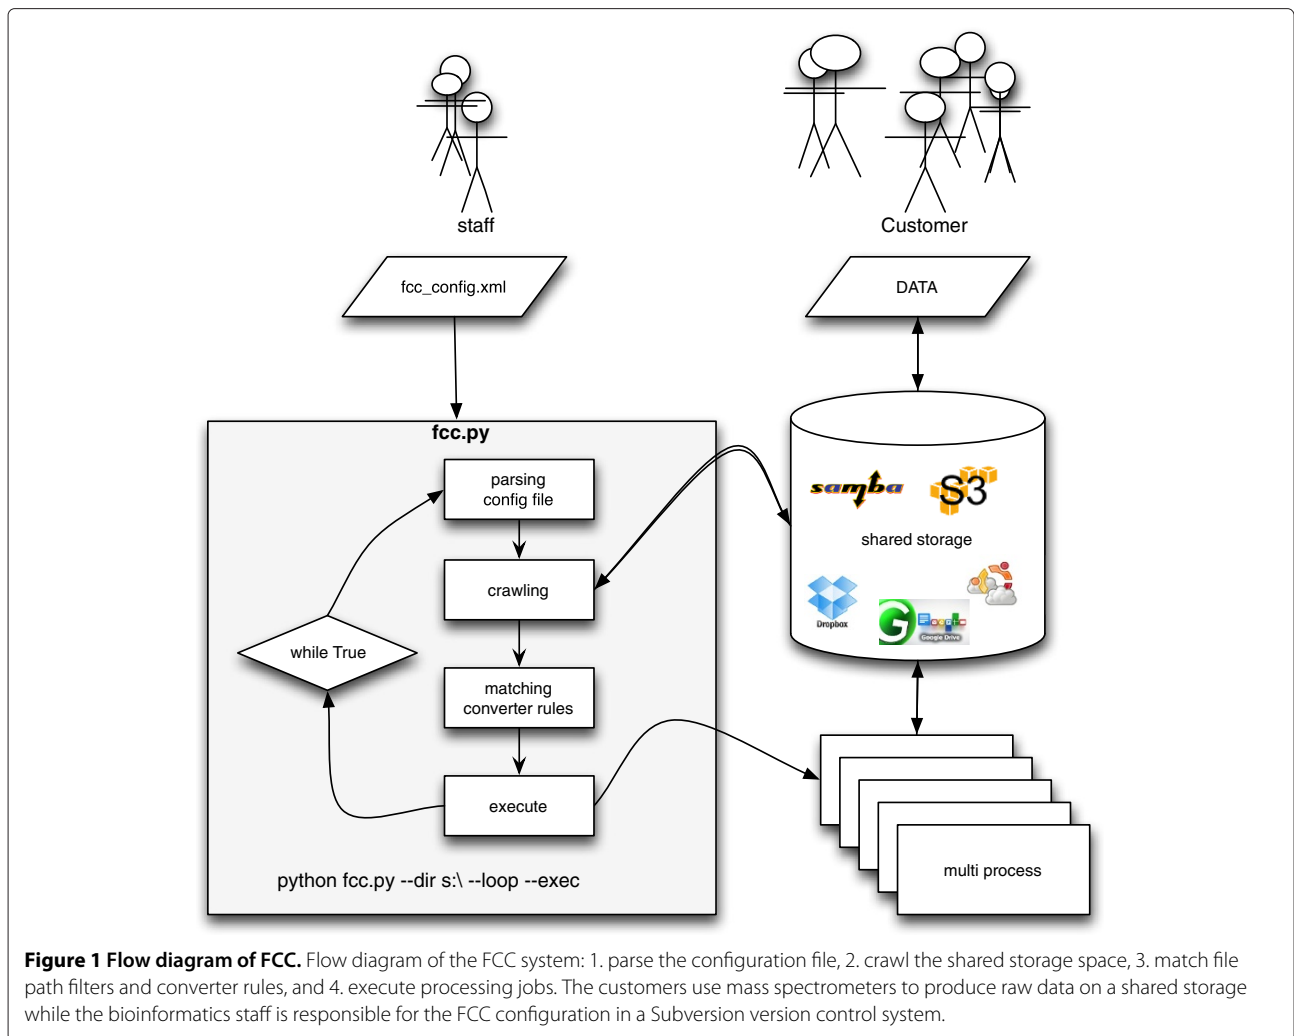 staff
Customer
fcc_config.xml
DATA
fcc.py
parsing
config file
crawling
while True
matching
converter rules
execute
python fcc.py --dir s:\ --loop --exec
samba
S3
shared storage
Dropbox
G
Google Drive
multi process
Figure 1 Flow diagram of FCC. Flow diagram of the FCC system: 1. parse the configuration file, 2. crawl the shared storage space, 3. match file
path filters and converter rules, and 4. execute processing jobs. The customers use mass spectrometers to produce raw data on a shared storage
while the bioinformatics staff is responsible for the FCC configuration in a Subversion version control system.